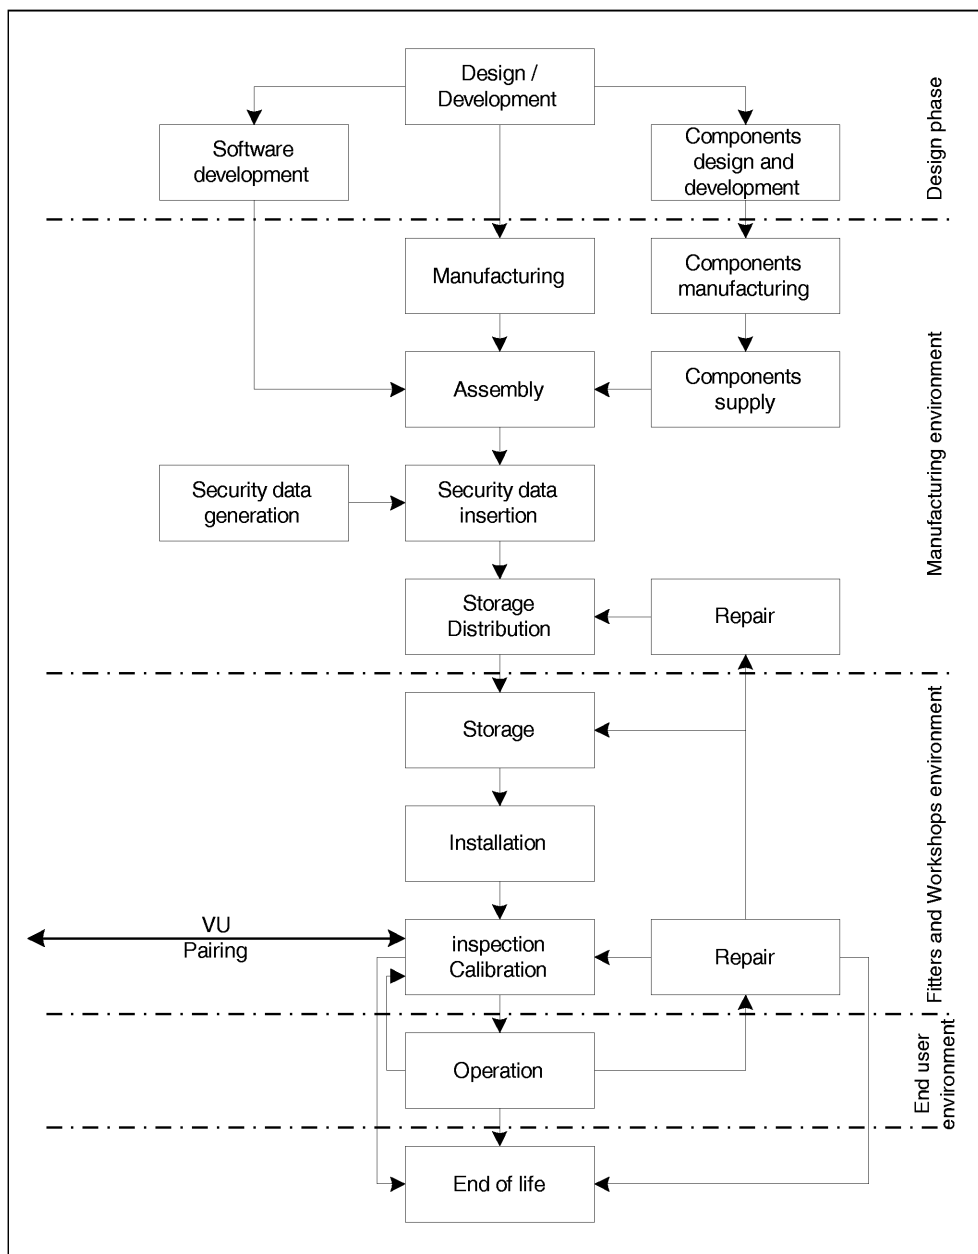 Design /
Development
Software
development
Components
design and
development
Design phase
Manufacturing
Components
manufacturing
Assembly
Components
supply
Manufacturing environment
Security data
generation
Security data
insertion
Storage
Distribution
Repair
Storage
Installation
Fitters and Workshops environment
VU
Pairing
inspection
Calibration
Repair
Operation
End user
environment
End of life